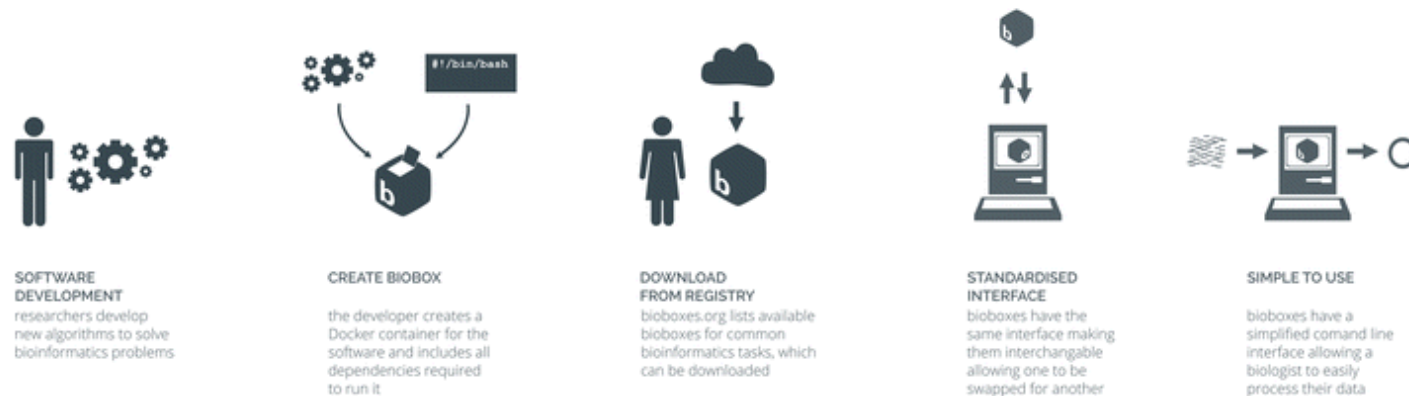 #!/bin/bash
b
b
b
b
b
SOFTWARE
DEVELOPMENT
researchers develop
new algorithms to solve
bioinformatics problems
CREATE BIOBOX
the developer creates a
Docker container for the
software and includes all
dependencies required
to run it
DOWNLOAD
FROM REGISTRY
bioboxes.org lists available
bioboxes for common
bioinformatics tasks, which
can be downloaded
STANDARDISED
INTERFACE
bioboxes have the
same interface making
them interchangable
allowing one to be
swapped for another
SIMPLE TO USE
bioboxes have a
simplified comand line
interface allowing a
biologist to easily
process their data